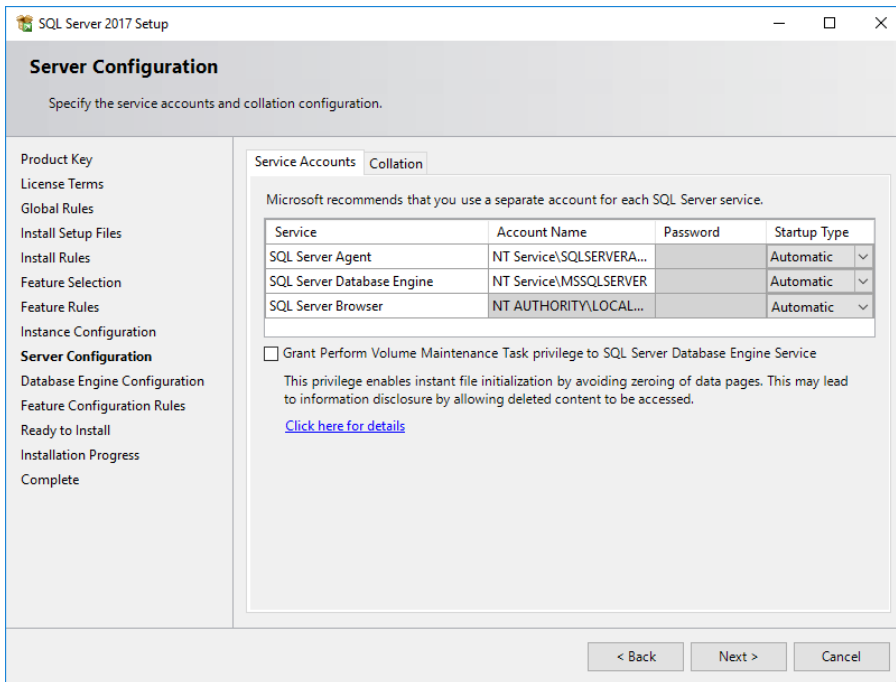 SQL Server 2017 Setup
Server Configuration
Specify the service accounts and collation configuration.
Product Key
License Terms
Global Rules
Install Setup Files
Install Rules
Feature Selection
Feature Rules
Instance Configuration
Server Configuration
Database Engine Configuration
Feature Configuration Rules
Ready to Install
Installation Progress
Complete
Service Accounts Collation
Microsoft recommends that you use a separate account for each SQL Server service.
Service Account Name Password Startup Type
SQL Server Agent NT Service\SQLSERVERA... Automatic
SQL Server Database Engine NT Service\MSSQLSERVER Automatic
SQL Server Browser NT AUTHORITY\LOCAL... Automatic
Grant Perform Volume Maintenance Task privilege to SQL Server Database Engine Service
This privilege enables instant file initialization by avoiding zeroing of data pages. This may lead
to information disclosure by allowing deleted content to be accessed.
Click here for details
< Back Next > Cancel